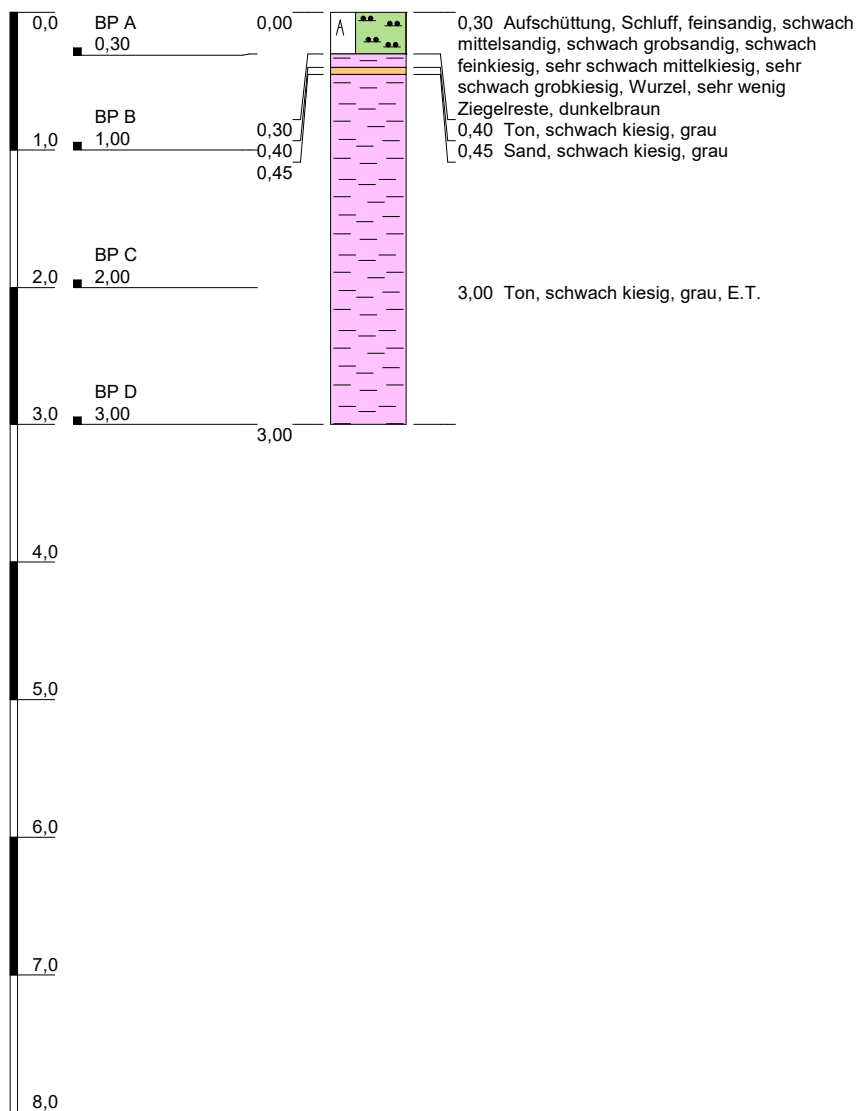 0,0
BP A
0,30
BP B
1,00
1,0
BP C
2,00
2,0
BP D
3,00
3,0
4,0
5,0
6,0
7,0
8,0
0,00
0,30
0,40
0,45
3,00
A
0,30 Aufschüttung, Schluff, feinsandig, schwach
mittelsandig, schwach grobsandig, schwach
feinkiesig, sehr schwach mittelkiesig, sehr
schwach grobkiesig, Wurzel, sehr wenig
Ziegelreste, dunkelbraun
0,40 Ton, schwach kiesig, grau
0,45 Sand, schwach kiesig, grau
3,00 Ton, schwach kiesig, grau, E.T.